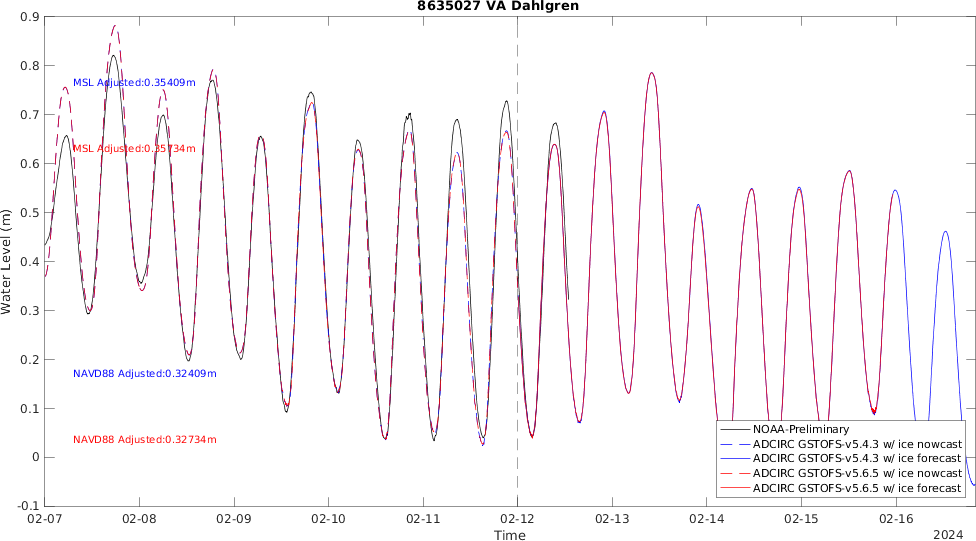 8635027 VA Dahlgren
Water Level (m)
0.9
0.8
0.7
0.6
0.5
0.4
0.3
0.2
0.1
0
-0.1
MSL Adjusted:0.35409m
MSL Adjusted:0.35734m
NAVD88 Adjusted:0.32409m
NAVD88 Adjusted:0.32734m
NOAA-Preliminary
ADCIRC GSTOFS-v5.4.3 w/ ice nowcast
ADCIRC GSTOFS-v5.4.3 w/ ice forecast
ADCIRC GSTOFS-v5.6.5 w/ ice nowcast
ADCIRC GSTOFS-v5.6.5 w/ ice forecast
02-07 02-08 02-09 02-10 02-11 02-12 02-13 02-14 02-15 02-16
Time
2024